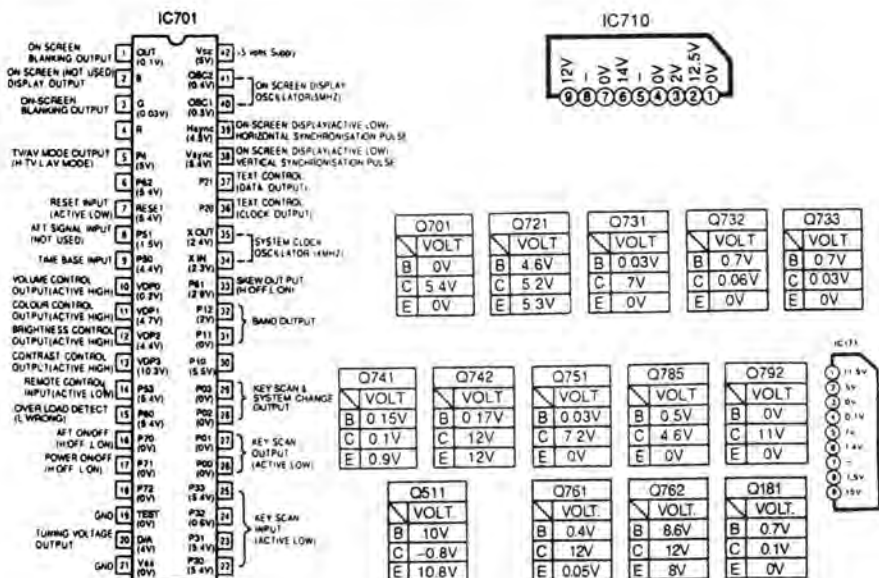 IC701
ON SCREEN
BLANKING OUTPUT
1 OUT (0.1V)
ON SCREEN (NOT USED)
DISPLAY OUTPUT
2 B
ON-SCREEN
BLANKING OUTPUT
3 G (0.03V)
4 R
TV/AV MODE OUTPUT
(H TV L AV MODE)
5 P4 (5V)
6 P62 (5 4V)
RESET INPUT
(ACTIVE LOW)
7 RESET (5.4V)
AFT SIGNAL INPUT
(NOT USED)
8 P51 (1 5V)
TIME BASE INPUT
9 P50 (4.4V)
VOLUME CONTROL
OUTPUT(ACTIVE HIGH)
10 VDP0 (0.2V)
COLOUR CONTROL
OUTPUT(ACTIVE HIGH)
11 VDP1 (4.7V)
BRIGHTNESS CONTROL
OUTPUT(ACTIVE HIGH)
12 VDP2 (4.4V)
CONTRAST CONTROL
OUTPUT(ACTIVE HIGH)
13 VDP3 (10.3V)
REMOTE CONTROL
INPUT(ACTIVE LOW)
14 P53 (5.4V)
OVER LOAD DETECT
(L WRONG)
15 P60 (5.4V)
AFT ON/OFF
(H:OFF L ON)
16 P70 (0V)
POWER ON/OFF
(H OFF L ON)
17 P71 (0V)
18 P72 (0V)
GND 19 TEST (0V)
TUNING VOLTAGE
OUTPUT
20 D/A (4V)
GND 21 Vss (0V)
42 (5V) +5 volts Supply
OSC2 (0.4V) 41
OSC1 40
ON SCREEN DISPLAY
OSCILLATOR(5MHZ)
Hsync 39 ON SCREEN DISPLAY(ACTIVE LOW)
HORIZONTAL SYNCHRONISATION PULSE
Vsync 38 ON SCREEN DISPLAY(ACTIVE LOW)
VERTICAL SYNCHRONISATION PULSE
P21 37 TEXT CONTROL
(DATA OUTPUT)
P20 36 TEXT CONTROL
(CLOCK OUTPUT)
X OUT (2 4V) 35
X IN (2.3V) 34
SYSTEM CLOCK
OSCILLATOR (4MHZ)
P61 33 SKEW OUT PUT
(H OFF L ON)
P12 (2V) 32
P11 (0V) 31
BAND OUTPUT
P10 (5.5V) 30
P03 (0V) 29
P02 (0V) 28
KEY SCAN &
SYSTEM CHANGE
OUTPUT
P01 (0V) 27
P00 (0V) 26
KEY SCAN
OUTPUT
(ACTIVE LOW)
P33 (5 4V) 25
P32 (0 6V) 24
P31 (5.4V) 23
P30 (5 4V) 22
KEY SCAN
INPUT
(ACTIVE LOW)
IC710
12V – 0V 14V – 0V 2V 12.5V 0V
9 8 7 6 5 4 3 2 1
Q701
VOLT
B 0V
C 5 4V
E 0V
Q721
VOLT
B 4.6V
C 5.2V
E 5.3V
Q731
VOLT
B 0 03V
C 7V
E 0V
Q732
VOLT
B 0.7V
C 0.06V
E 0V
Q733
VOLT
B 0 7V
C 0 03V
E 0V
Q741
VOLT
B 0 15V
C 0.1V
E 0.9V
Q742
VOLT
B 0 17V
C 12V
E 12V
Q751
VOLT
B 0 03V
C 7 2V
E 0V
Q785
VOLT
B 0.5V
C 4.6V
E 0V
Q792
VOLT
B 0V
C 11V
E 0V
Q511
VOLT.
B 10V
C –0.8V
E 10.8V
Q761
VOLT.
B 0.4V
C 12V
E 0.05V
Q762
VOLT.
B 8.6V
C 12V
E 8V
Q181
VOLT.
B 0.7V
C 0.1V
E 0V
1 11 5V
4 0.1V